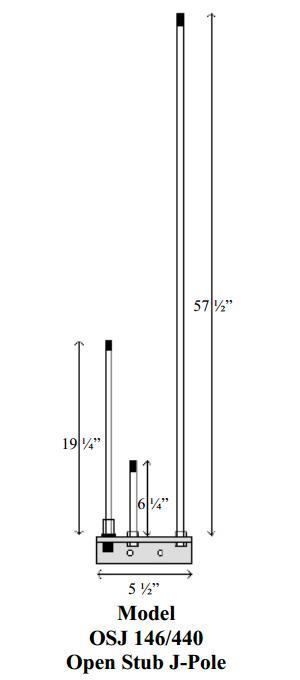 57 ½”
19 ¼”
6 ¼”
5 ½”
Model
OSJ 146/440
Open Stub J-Pole